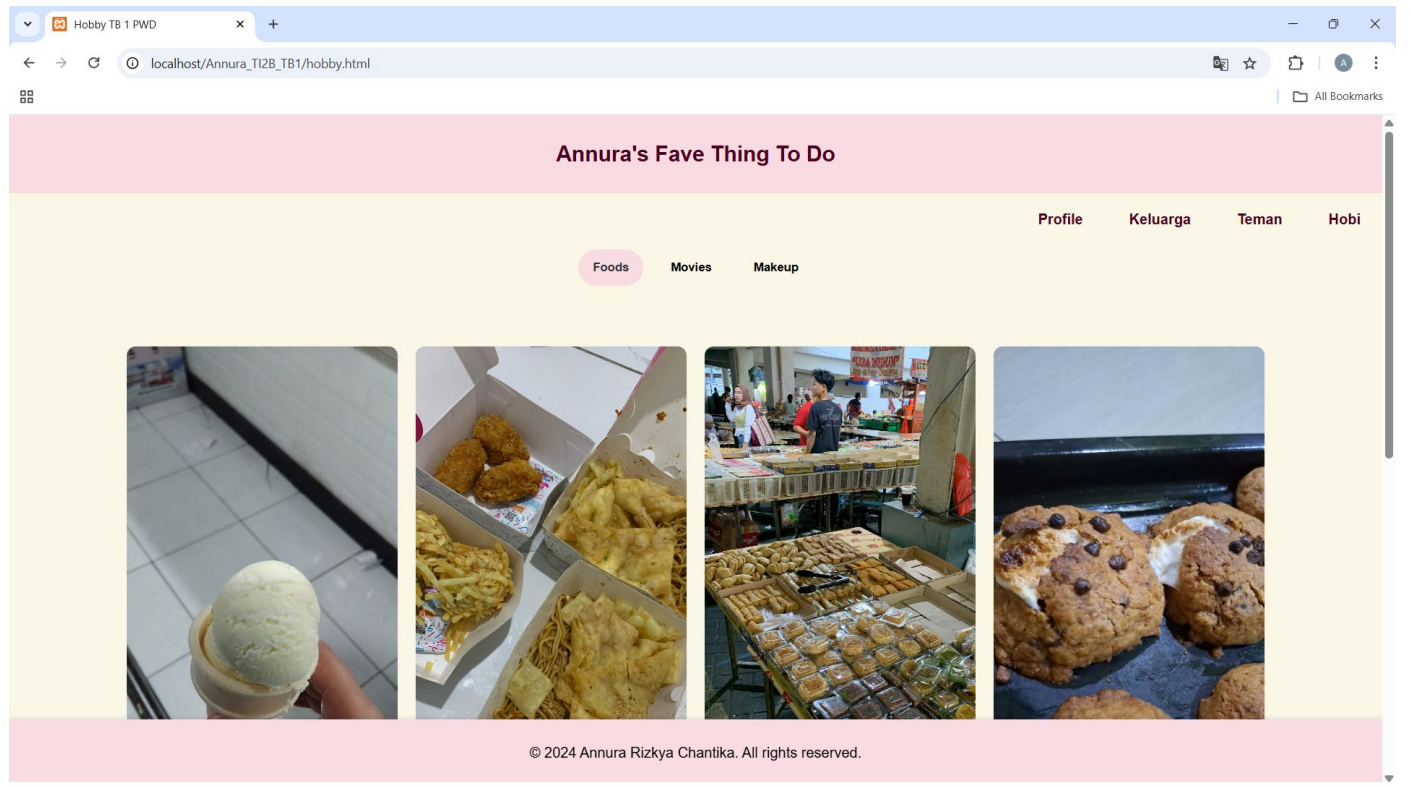 Hobby TB 1 PWD
localhost/Annura_TI2B_TB1/hobby.html
A
All Bookmarks
Annura's Fave Thing To Do
Profile Keluarga Teman Hobi
Foods Movies Makeup
© 2024 Annura Rizkya Chantika. All rights reserved.